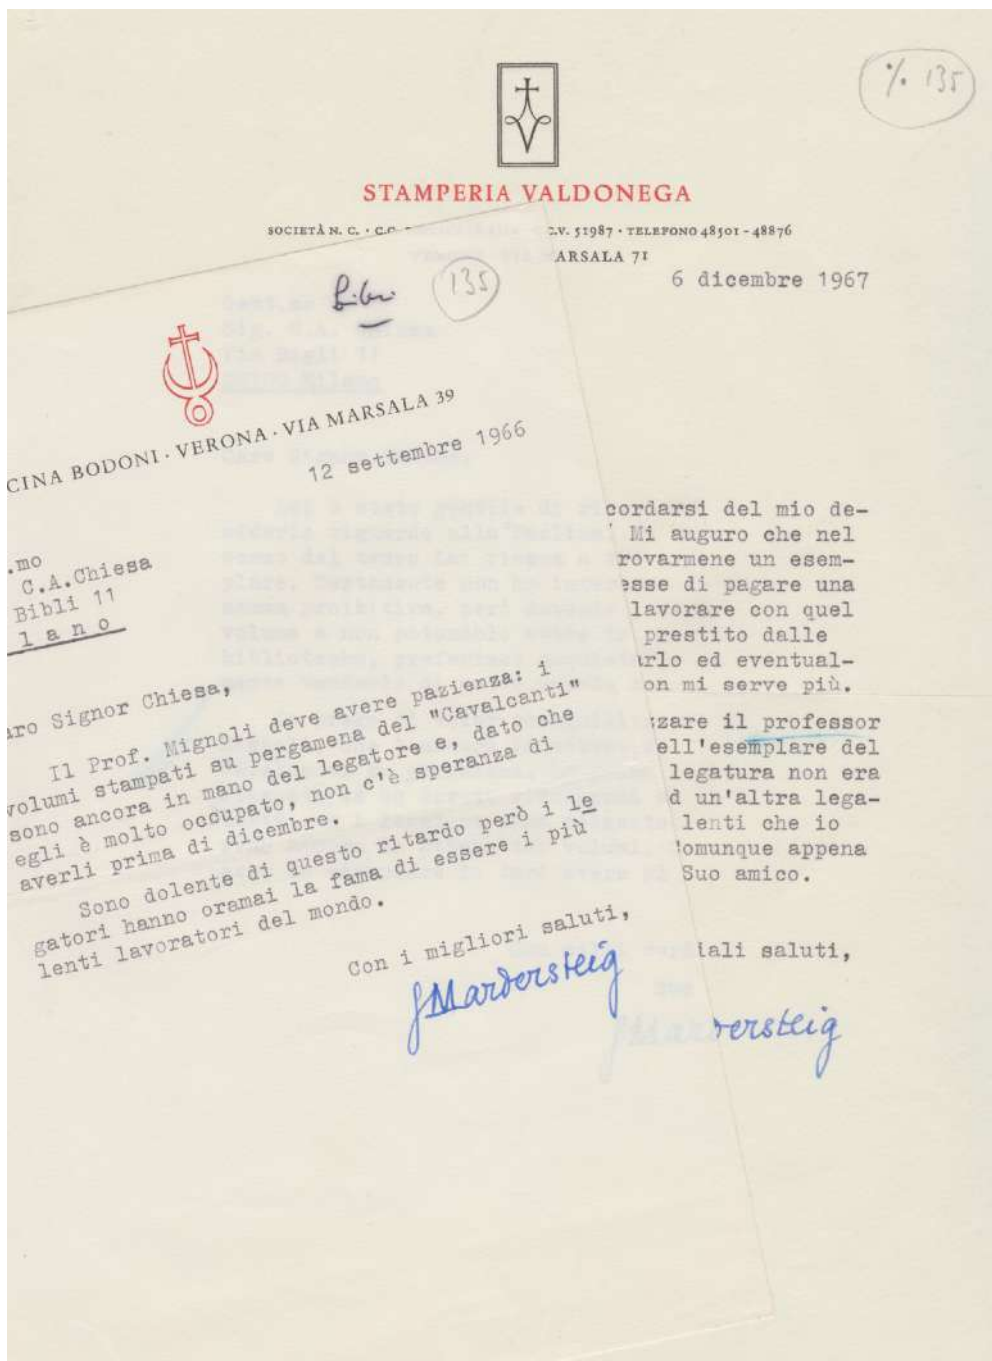 % 135
STAMPERIA VALDONEGA
SOCIETÀ N. C. · C.C. C.V. 51987 · TELEFONO 48501 - 48876
ARSALA 71
6 dicembre 1967
cordarsi del mio de-
Mi auguro che nel
rovarmene un esem-
esse di pagare una
lavorare con quel
prestito dalle
arlo ed eventual-
on mi serve più.
zzare il professor
ell'esemplare del
legatura non era
d un'altra lega-
lenti che io
omunque appena
Suo amico.
iali saluti,
ersteig
Libri
135
CINA BODONI · VERONA · VIA MARSALA 39
12 settembre 1966
.mo
C.A.Chiesa
Bibli 11
lano
aro Signor Chiesa,
Il Prof. Mignoli deve avere pazienza: i
volumi stampati su pergamena del "Cavalcanti"
sono ancora in mano del legatore e, dato che
egli è molto occupato, non c'è speranza di
averli prima di dicembre.
Sono dolente di questo ritardo però i le
gatori hanno oramai la fama di essere i più
lenti lavoratori del mondo.
Con i migliori saluti,
GMardersteig